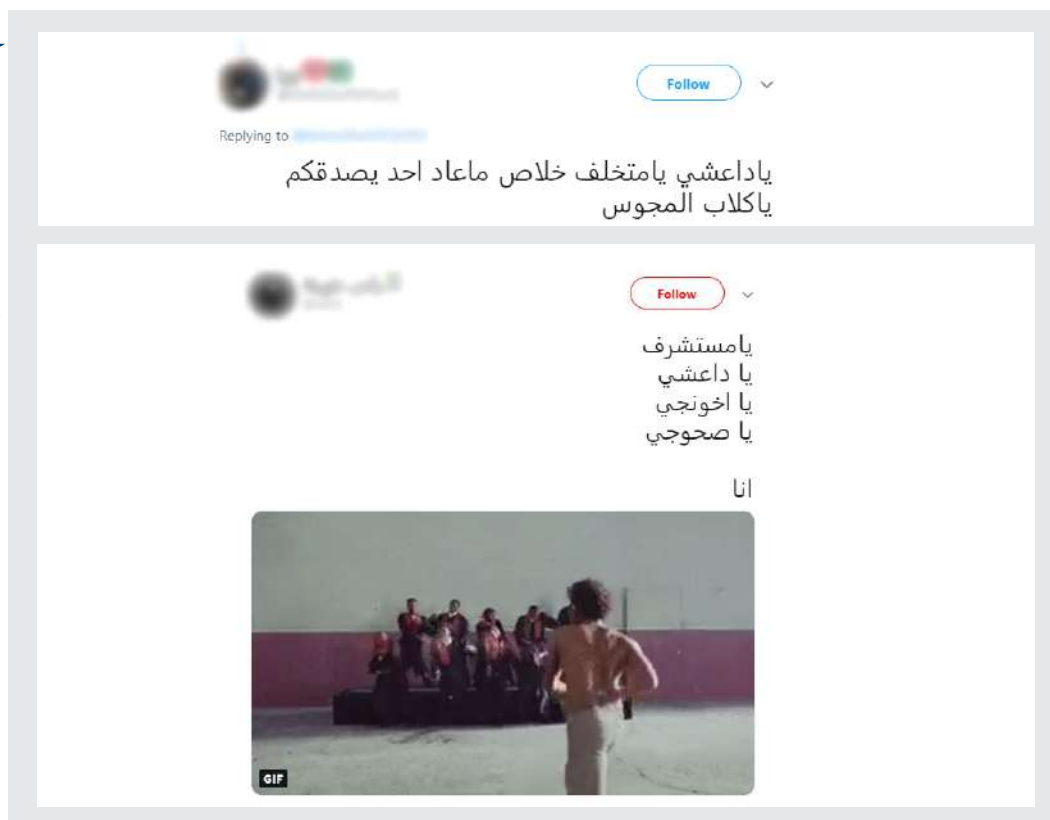 Follow
Replying to
ياداعشي يامتخلف خلاص ماعاد احد يصدقكم
ياكلاب المجوس
Follow
يامستشرف
يا داعشي
يا اخونجي
يا صحوجي
انا
GIF